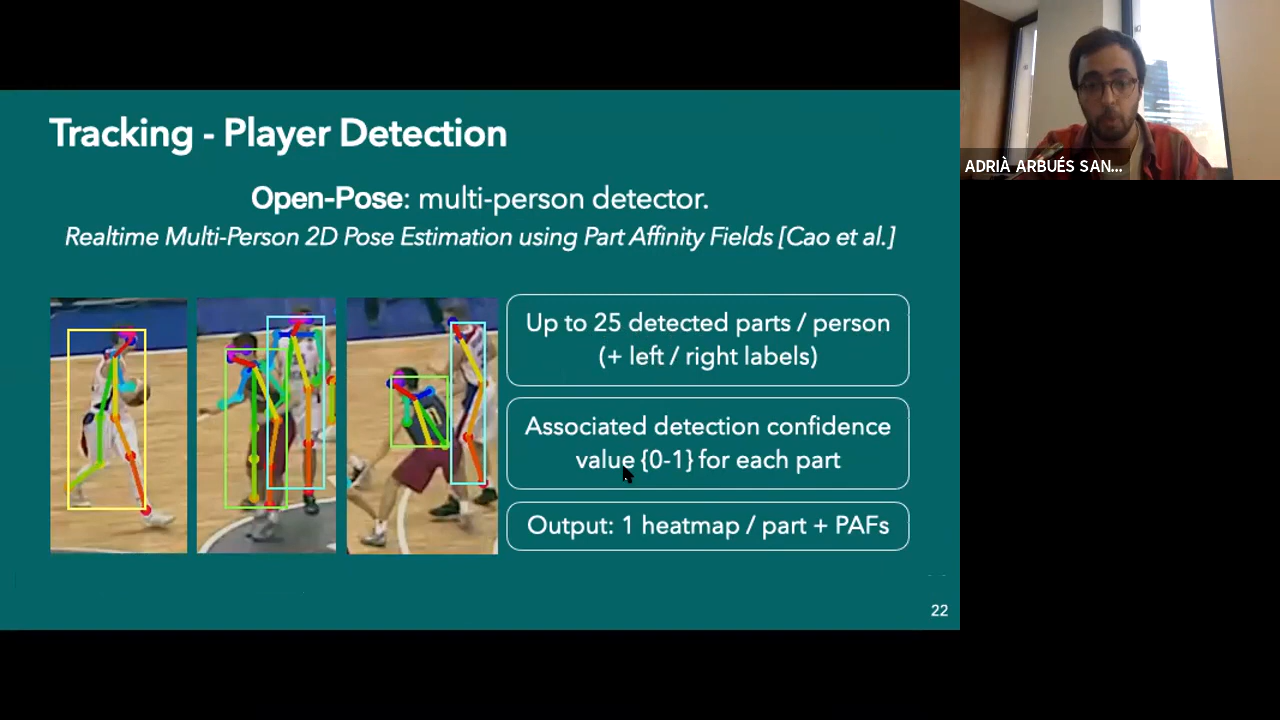 Tracking - Player Detection
Open-Pose: multi-person detector.
Realtime Multi-Person 2D Pose Estimation using Part Affinity Fields [Cao et al.]
Up to 25 detected parts / person
(+ left / right labels)
Associated detection confidence
value {0-1} for each part
Output: 1 heatmap / part + PAFs
22
ADRIÀ ARBUÉS SAN...